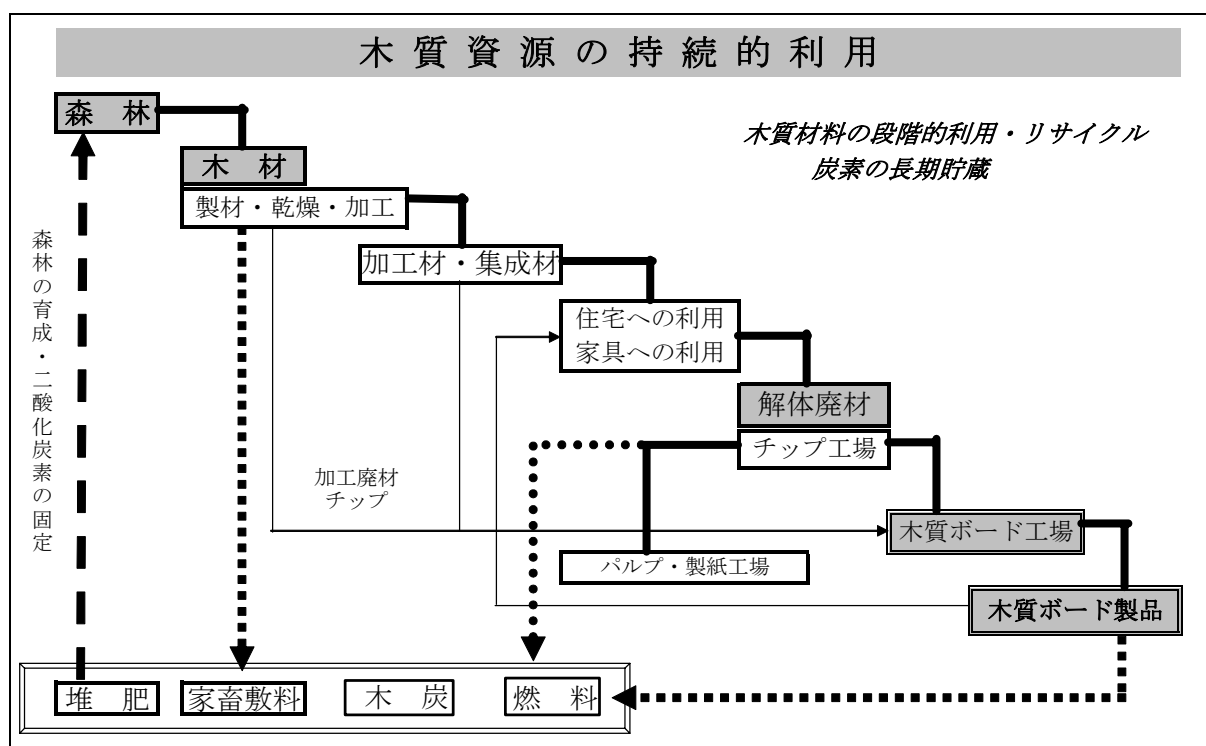 木質資源の持続的利用
森 林
木質材料の段階的利用・リサイクル
炭素の長期貯蔵
木 材
製材・乾燥・加工
加工材・集成材
森林の育成・二酸化炭素の固定
住宅への利用
家具への利用
解体廃材
チップ工場
加工廃材
チップ
木質ボード工場
パルプ・製紙工場
木質ボード製品
堆 肥
家畜敷料
木 炭
燃 料